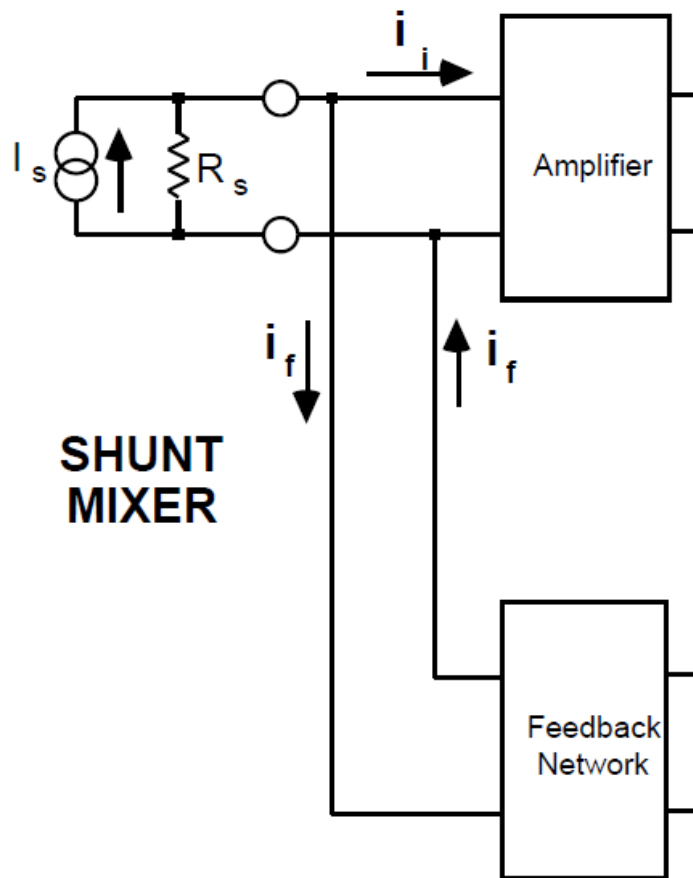 i i
I s
R s
Amplifier
i f
i f
SHUNT
MIXER
Feedback
Network